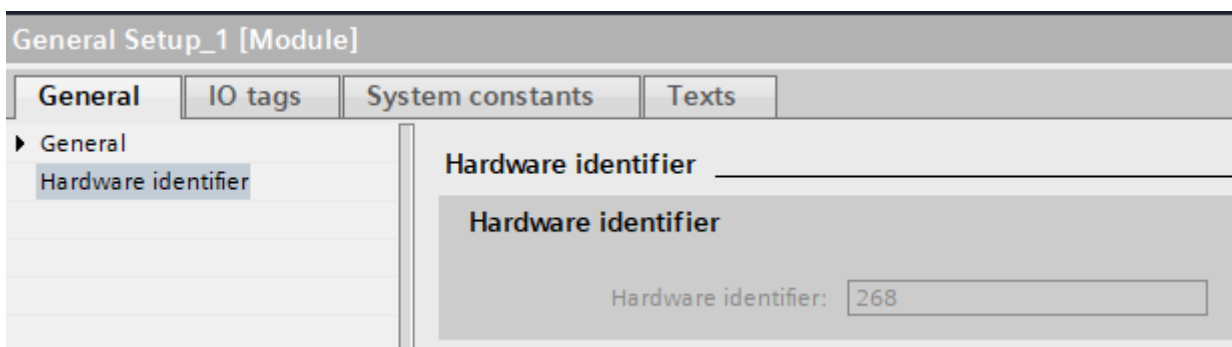 General Setup_1 [Module]
General IO tags System constants Texts
General
Hardware identifier
Hardware identifier
Hardware identifier
Hardware identifier: 268